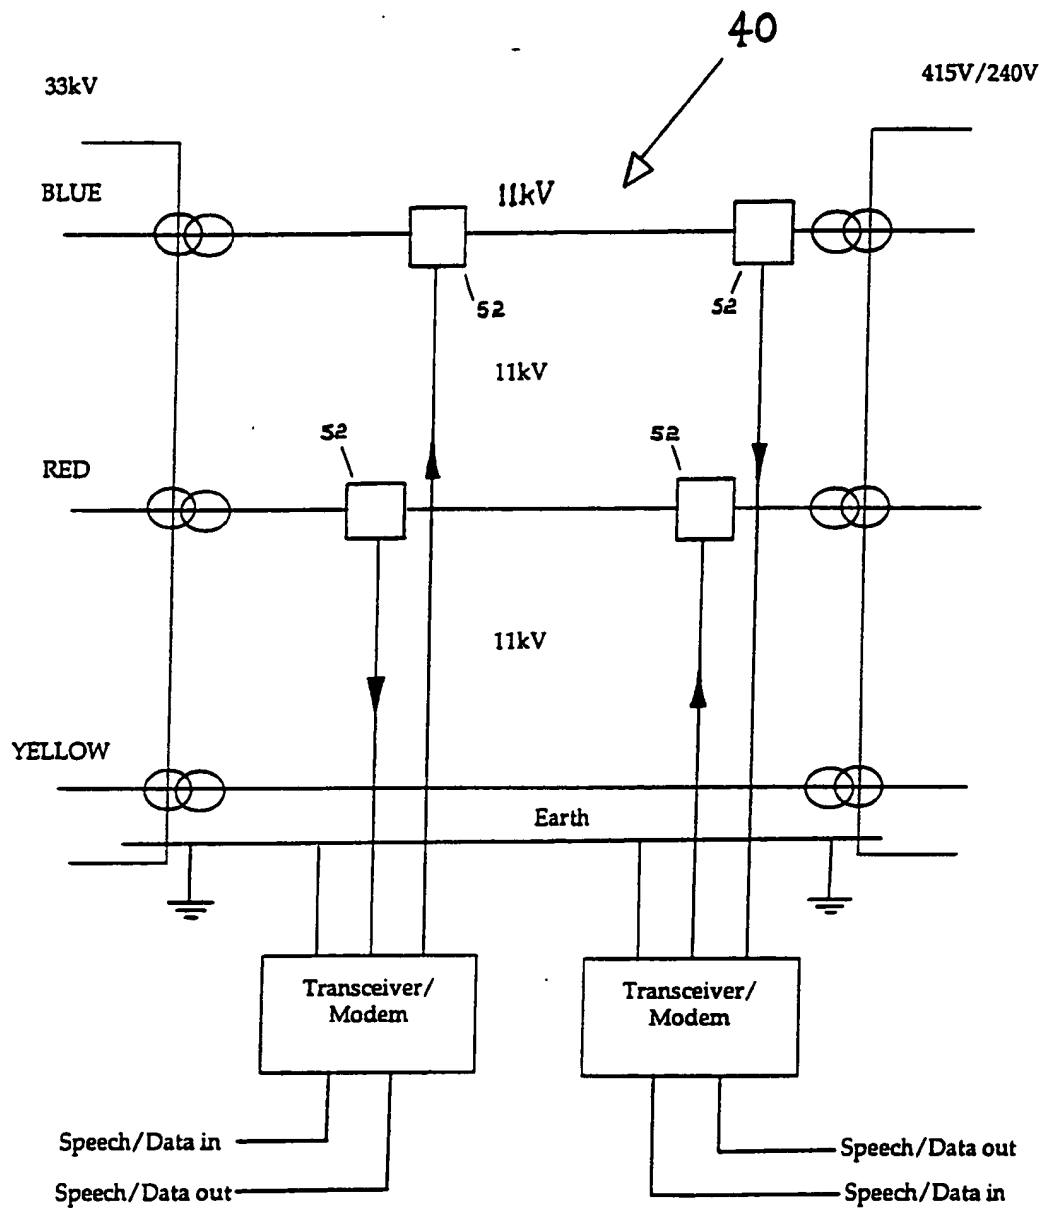 40
33kV
415V/240V
BLUE
11kV
52
52
11kV
52
52
RED
11kV
YELLOW
Earth
Transceiver/
Modem
Transceiver/
Modem
Speech/Data in
Speech/Data out
Speech/Data out
Speech/Data in